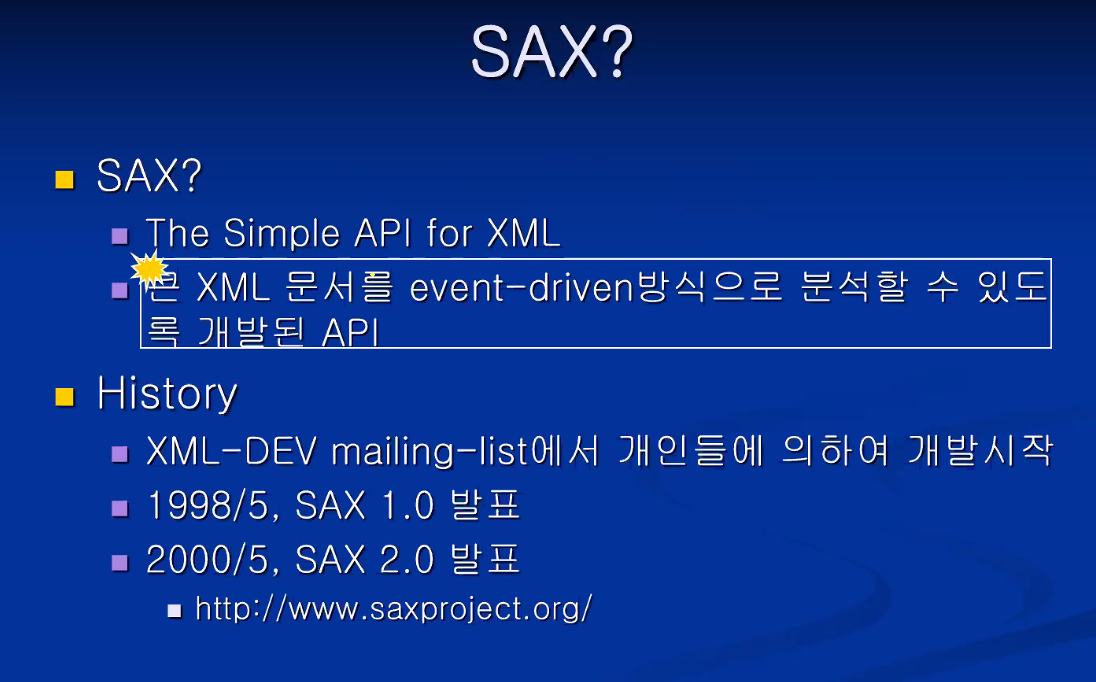 SAX?
SAX?
The Simple API for XML
큰 XML 문서를 event-driven방식으로 분석할 수 있도
록 개발된 API
History
XML-DEV mailing-list에서 개인들에 의하여 개발시작
1998/5, SAX 1.0 발표
2000/5, SAX 2.0 발표
http://www.saxproject.org/